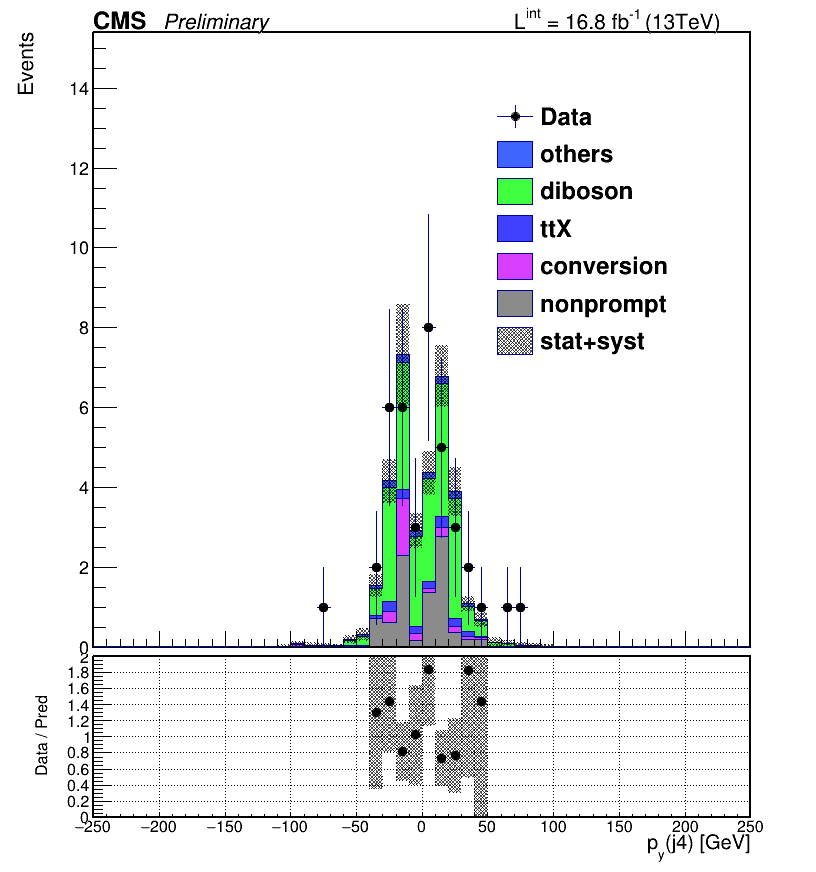 CMS Preliminary L^int = 16.8 fb^-1 (13TeV)
Events
14
12
10
8
6
4
2
0
Data
others
diboson
ttX
conversion
nonprompt
stat+syst
Data / Pred
2
1.8
1.6
1.4
1.2
1
0.8
0.6
0.4
0.2
0
−250 −200 −150 −100 −50 0 50 100 150 200 250
p_y(j4) [GeV]